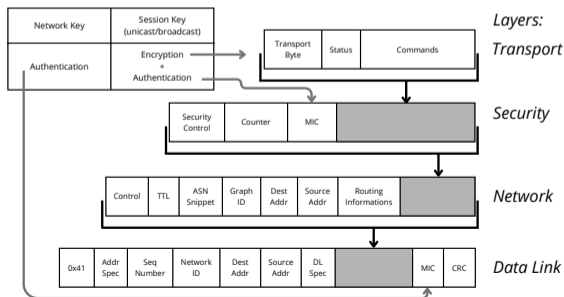 Network Key
Session Key
(unicast/broadcast)
Authentication
Encryption
+
Authentication
Layers:
Transport
Byte
Status
Commands
Transport
Security
Control
Counter
MIC
Security
Control
TTL
ASN
Snippet
Graph
ID
Dest
Addr
Source
Addr
Routing
Informations
Network
0x41
Addr
Spec
Seq
Number
Network
ID
Dest
Addr
Source
Addr
DL
Spec
MIC
CRC
Data Link